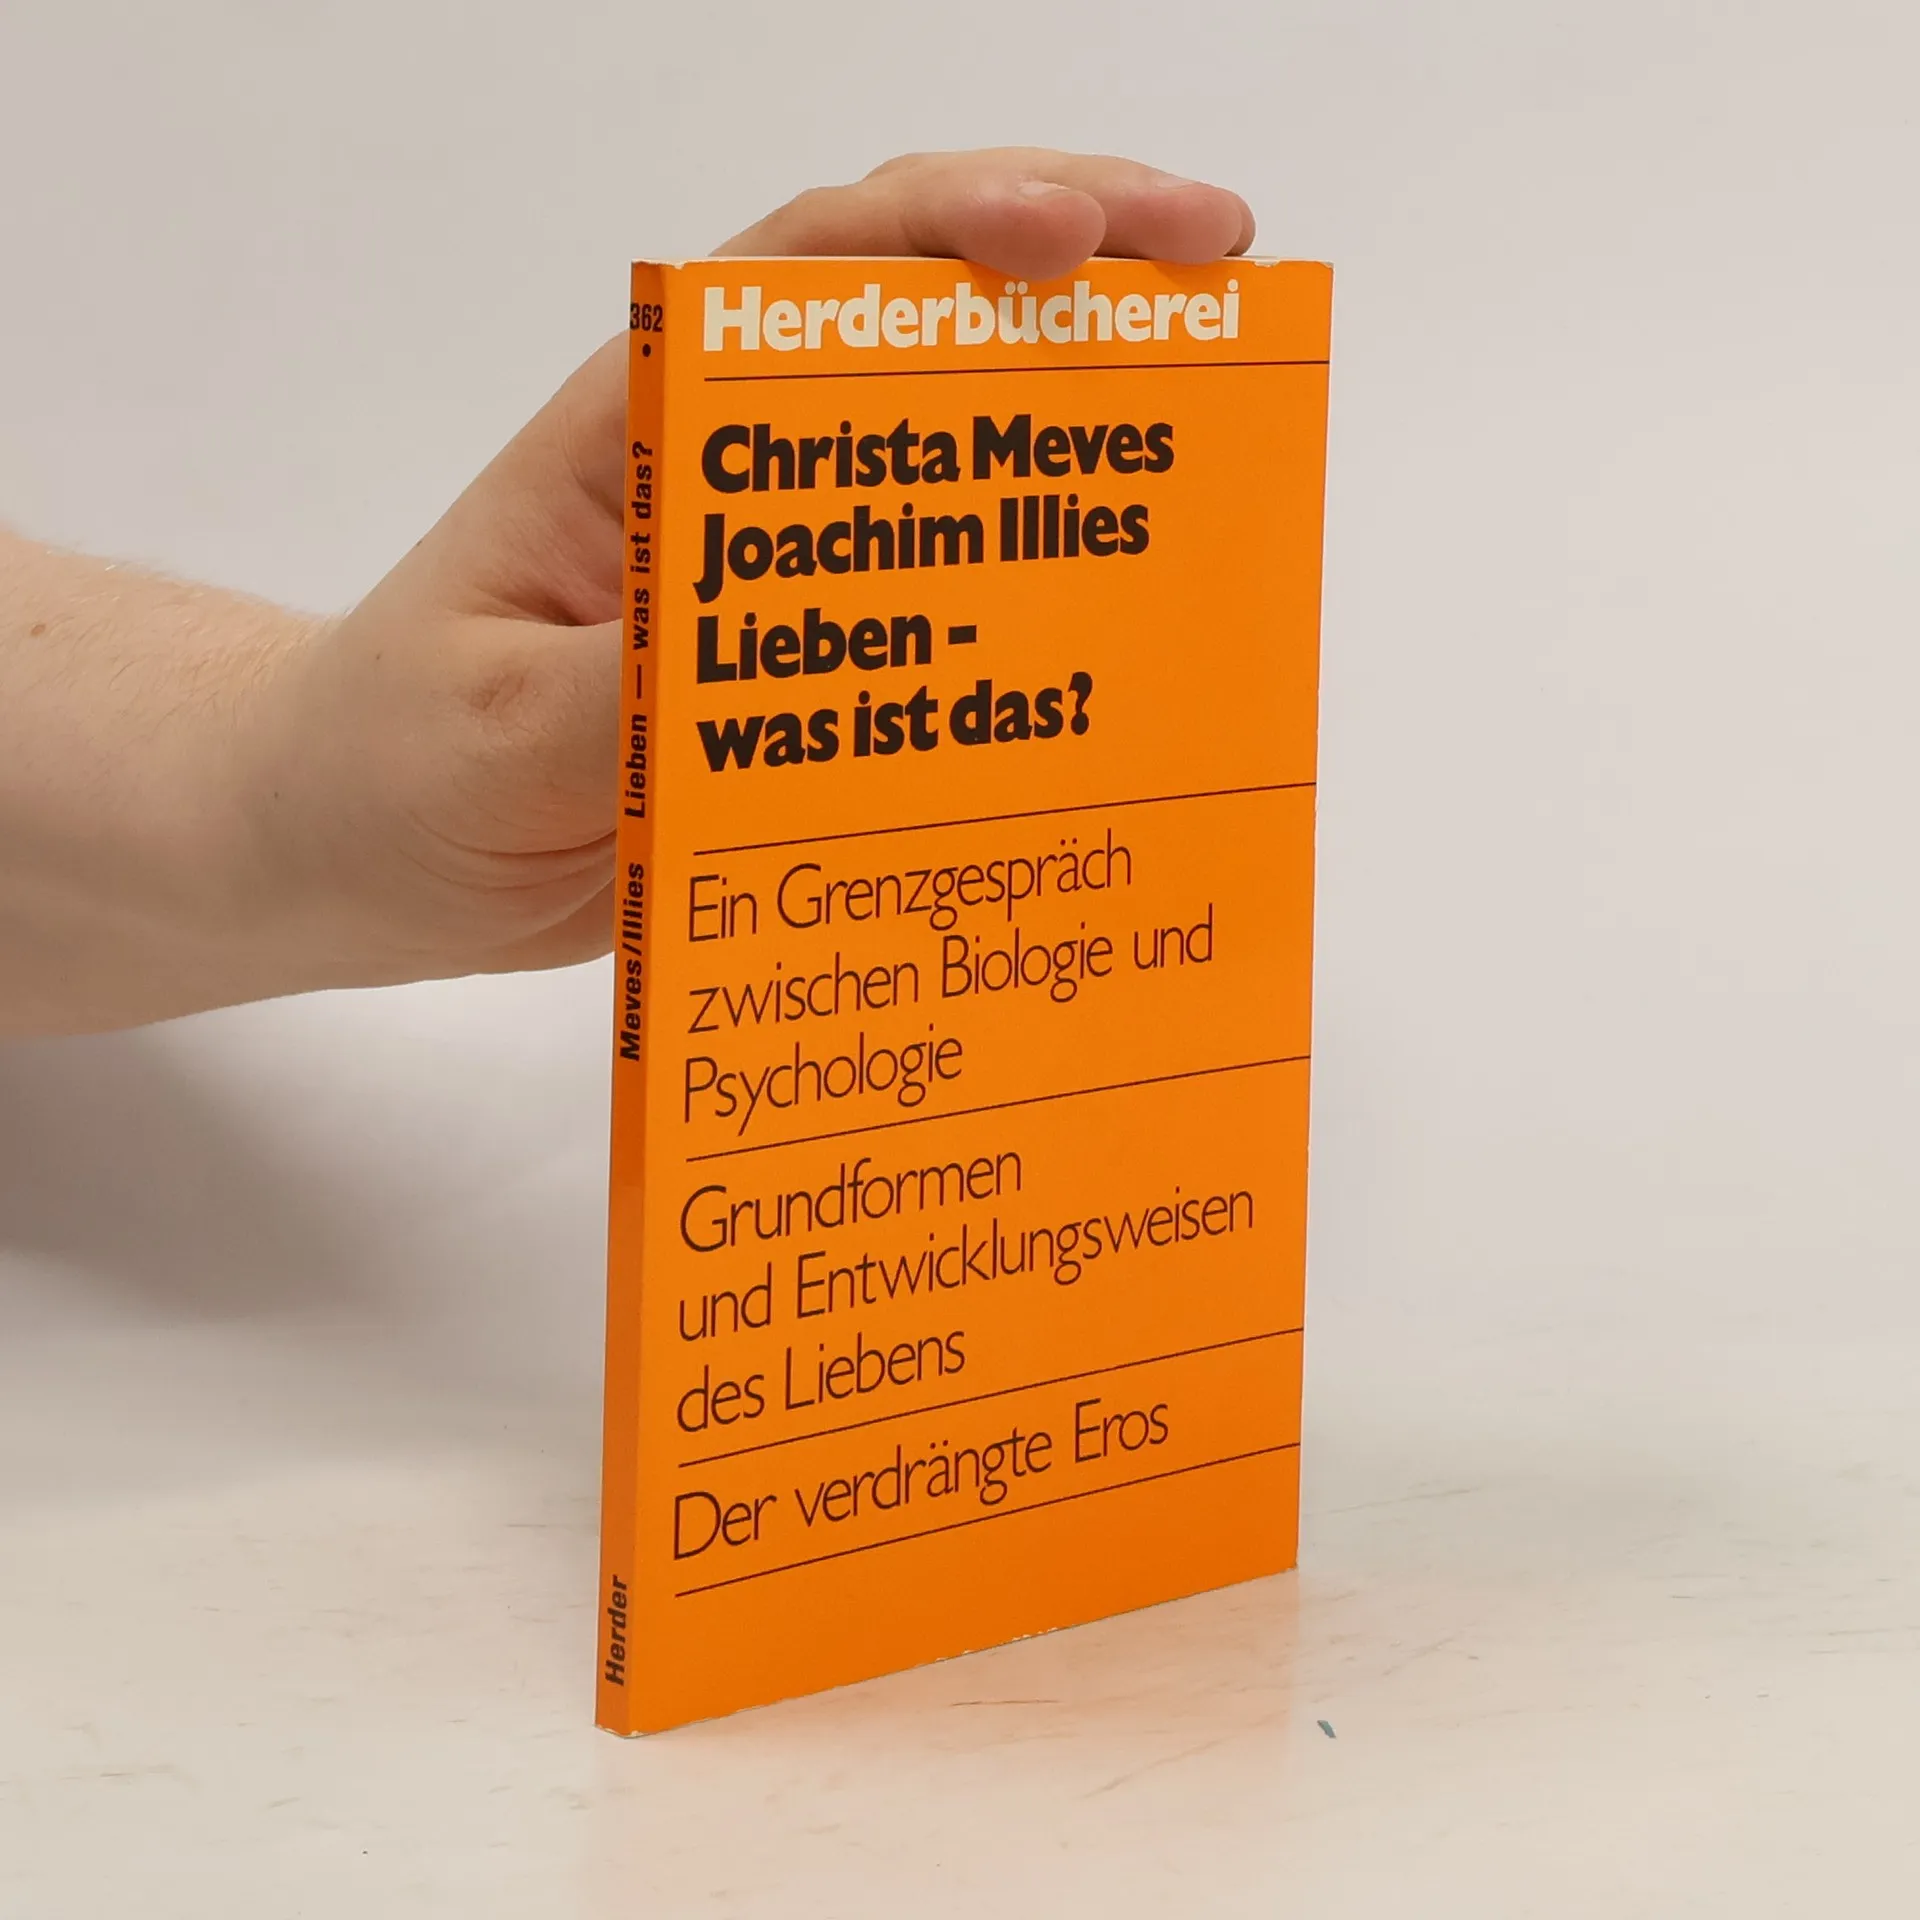 Herderbücherei
Christa Meves
Joachim Illies
Lieben -
was ist das?
Ein Grenzgespräch
zwischen Biologie und
Psychologie
Grundformen
und Entwicklungsweisen
des Liebens
Der verdrängte Eros
362 •
Meves/Illies Lieben — was ist das?
Herder